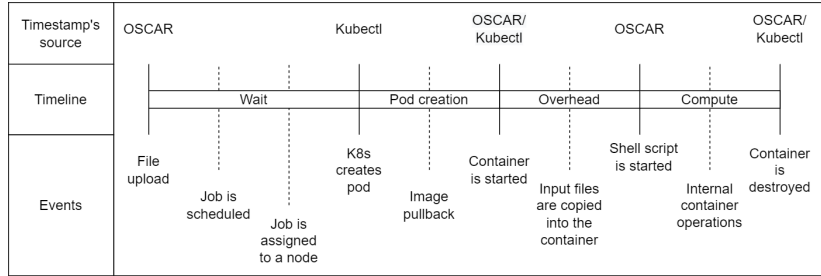 Timestamp's
source
OSCAR
Kubectl
OSCAR/
Kubectl
OSCAR
OSCAR/
Kubectl
Timeline
Wait
Pod creation
Overhead
Compute
Events
File
upload
Job is
scheduled
Job is
assigned
to a node
K8s
creates
pod
Image
pullback
Container
is started
Input files
are copied
into the
container
Shell script
is started
Internal
container
operations
Container
is
destroyed